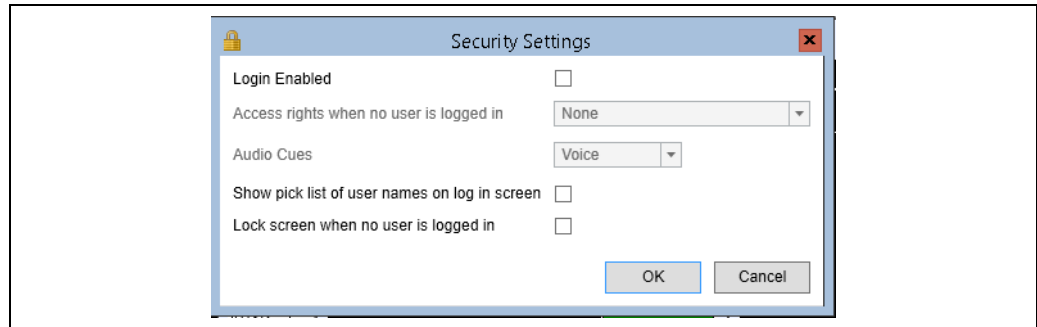 Security Settings
Login Enabled
Access rights when no user is logged in None
Audio Cues Voice
Show pick list of user names on log in screen
Lock screen when no user is logged in
OK Cancel